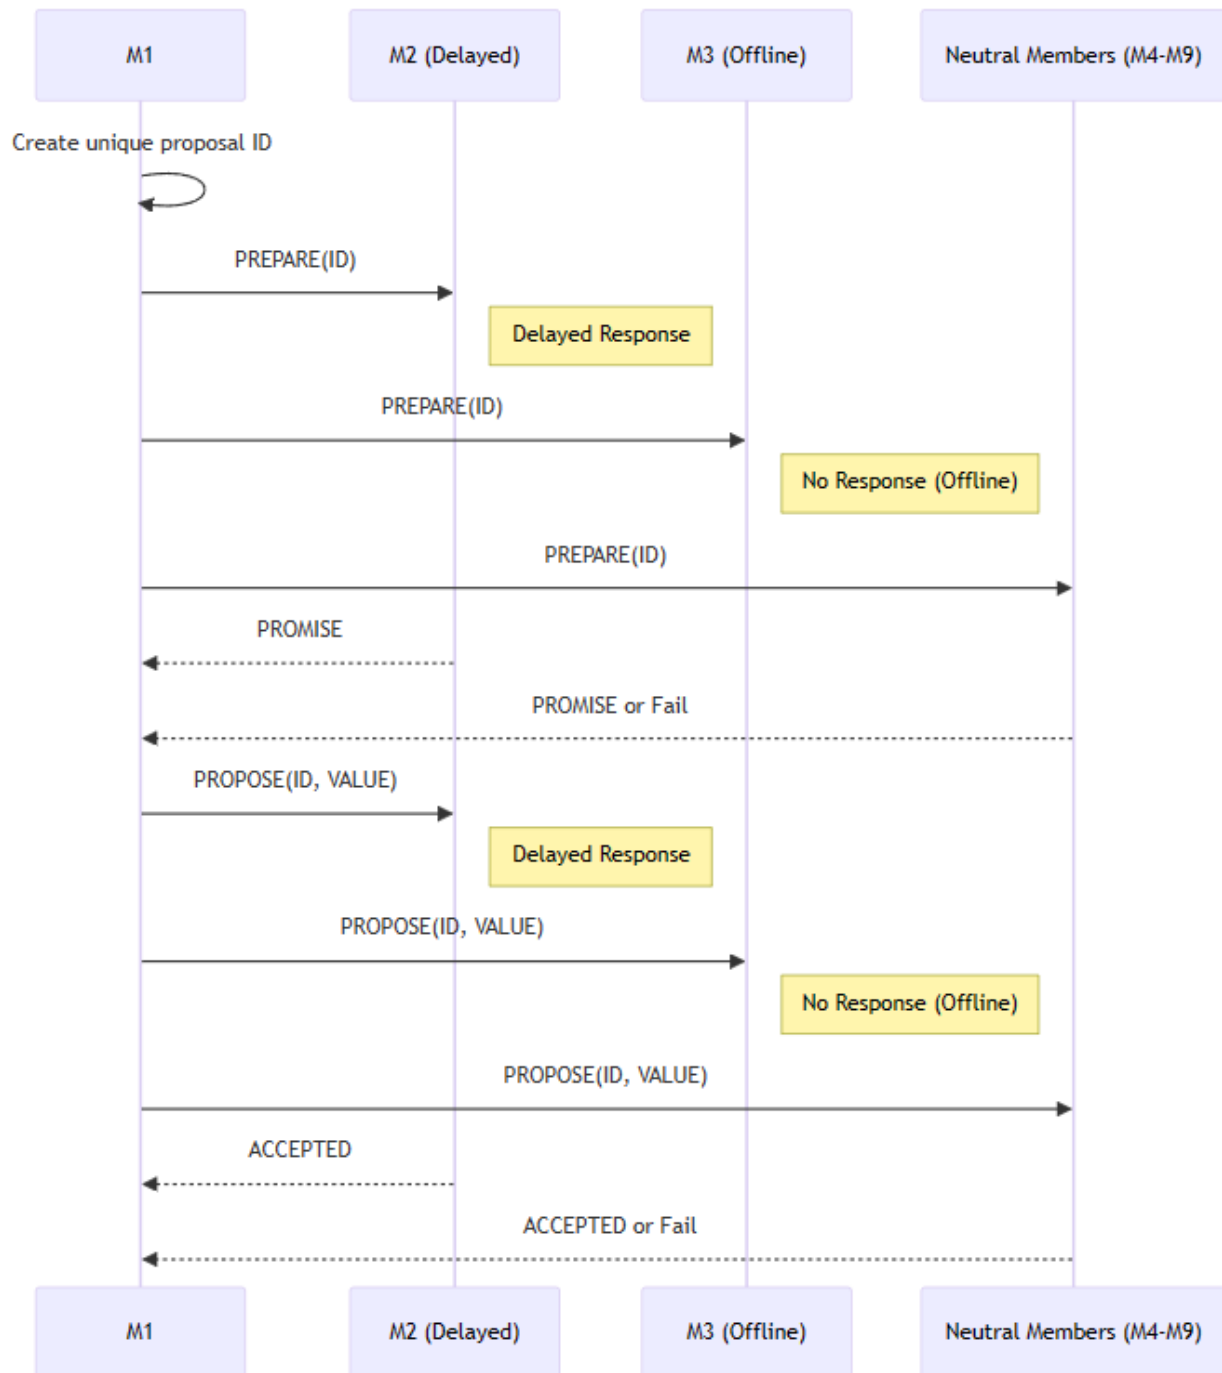 M1
M2 (Delayed)
M3 (Offline)
Neutral Members (M4-M9)
Create unique proposal ID
PREPARE(ID)
Delayed Response
PREPARE(ID)
No Response (Offline)
PREPARE(ID)
PROMISE
PROMISE or Fail
PROPOSE(ID, VALUE)
Delayed Response
PROPOSE(ID, VALUE)
No Response (Offline)
PROPOSE(ID, VALUE)
ACCEPTED
ACCEPTED or Fail
M1
M2 (Delayed)
M3 (Offline)
Neutral Members (M4-M9)